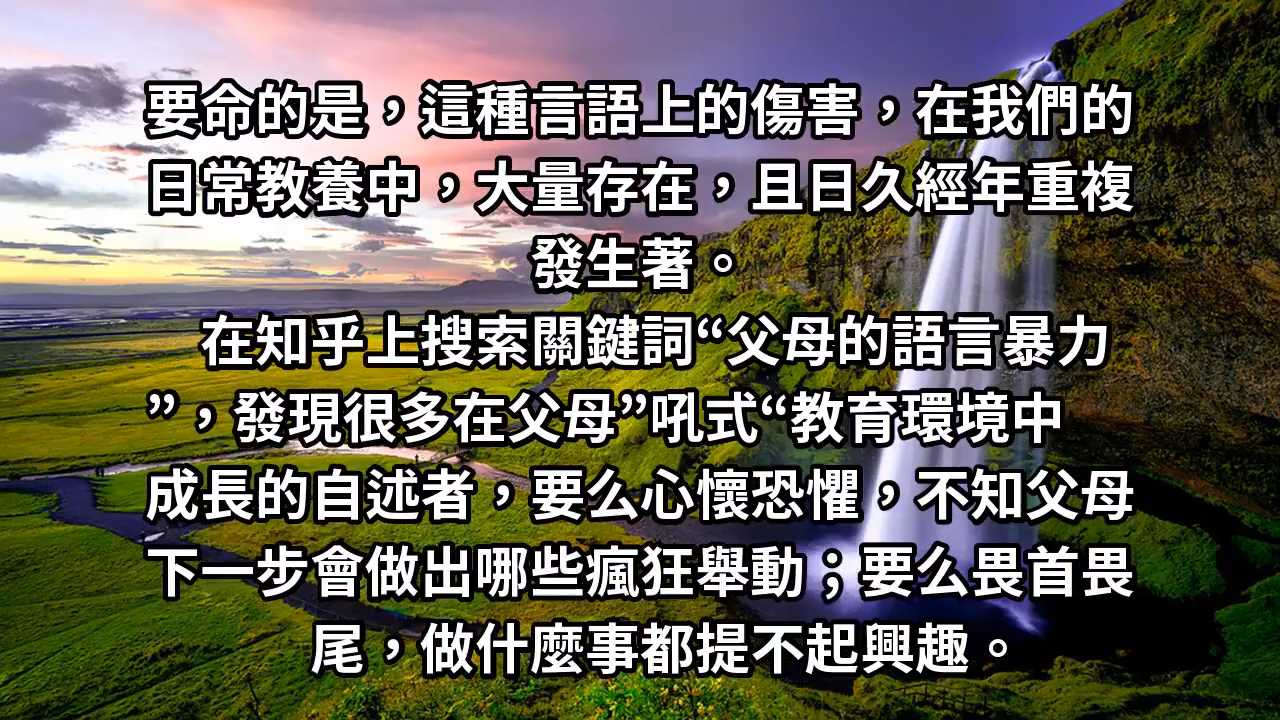 要命的是，這種言語上的傷害，在我們的
日常教養中，大量存在，且日久經年重複
發生著。
在知乎上搜索關鍵詞“父母的語言暴力
”，發現很多在父母”吼式“教育環境中
成長的自述者，要么心懷恐懼，不知父母
下一步會做出哪些瘋狂舉動；要么畏首畏
尾，做什麼事都提不起興趣。